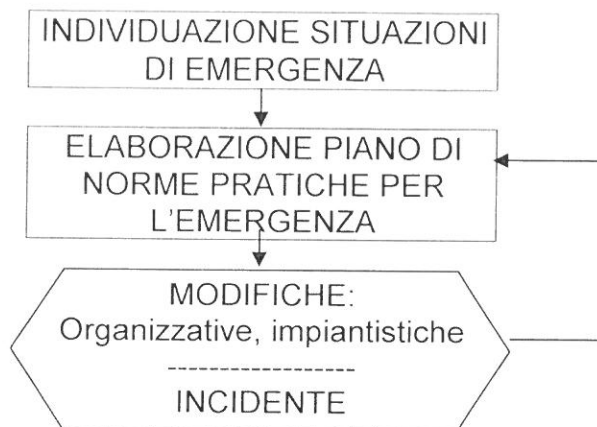 INDIVIDUAZIONE SITUAZIONI
DI EMERGENZA
ELABORAZIONE PIANO DI
NORME PRATICHE PER
L'EMERGENZA
MODIFICHE:
Organizzative, impiantistiche
------------------
INCIDENTE